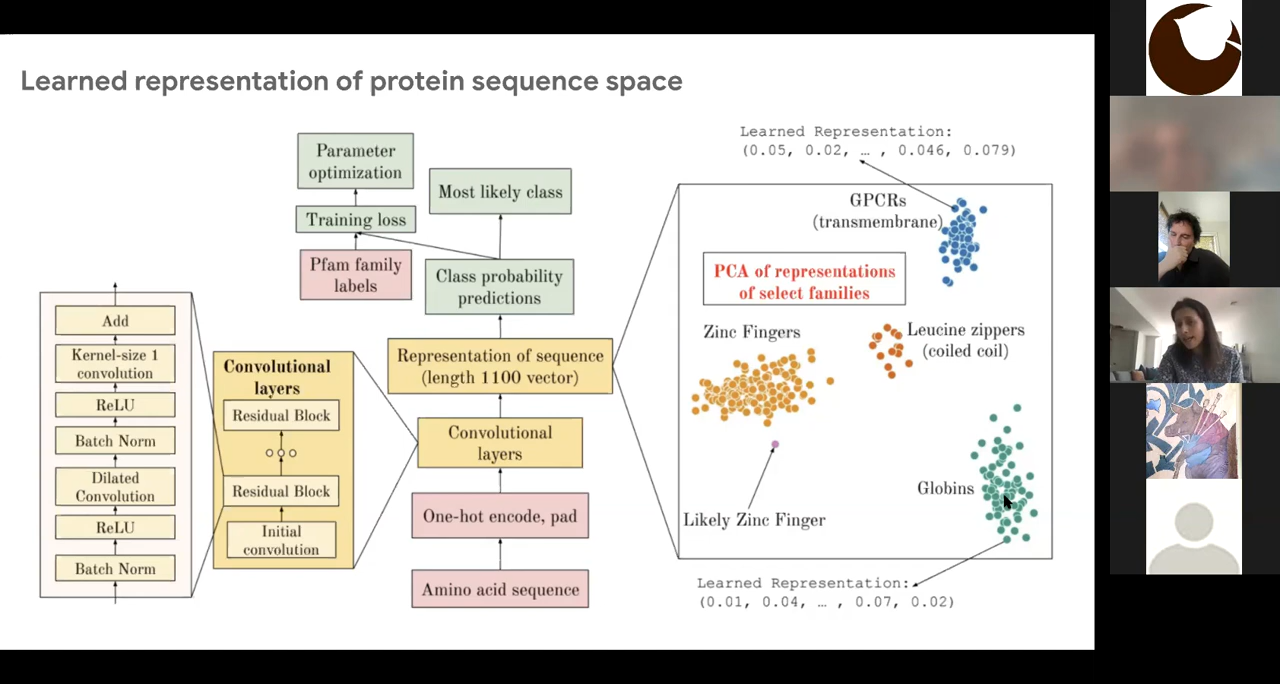 Learned representation of protein sequence space
Parameter
optimization
Training loss
Pfam family
labels
Most likely class
Class probability
predictions
Representation of sequence
(length 1100 vector)
Convolutional
layers
One-hot encode, pad
Amino acid sequence
Convolutional
layers
Residual Block
Residual Block
Initial
convolution
Add
Kernel-size 1
convolution
ReLU
Batch Norm
Dilated
Convolution
ReLU
Batch Norm
Learned Representation:
(0.05, 0.02, … , 0.046, 0.079)
GPCRs
(transmembrane)
PCA of representations
of select families
Zinc Fingers
Leucine zippers
(coiled coil)
Globins
Likely Zinc Finger
Learned Representation:
(0.01, 0.04, … , 0.07, 0.02)